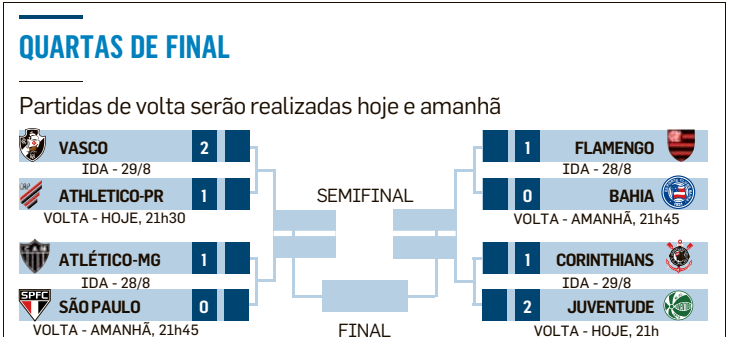 QUARTAS DE FINAL
Partidas de volta serão realizadas hoje e amanhã
VASCO 2
IDA - 29/8
ATHLETICO-PR 1
VOLTA - HOJE, 21h30
ATLÉTICO-MG 1
IDA - 28/8
SPFC
SÃO PAULO 0
VOLTA - AMANHÃ, 21h45
SEMIFINAL
FINAL
1 FLAMENGO
IDA - 28/8
0 BAHIA
VOLTA - AMANHÃ, 21h45
1 CORINTHIANS
IDA - 29/8
2 JUVENTUDE
VOLTA - HOJE, 21h